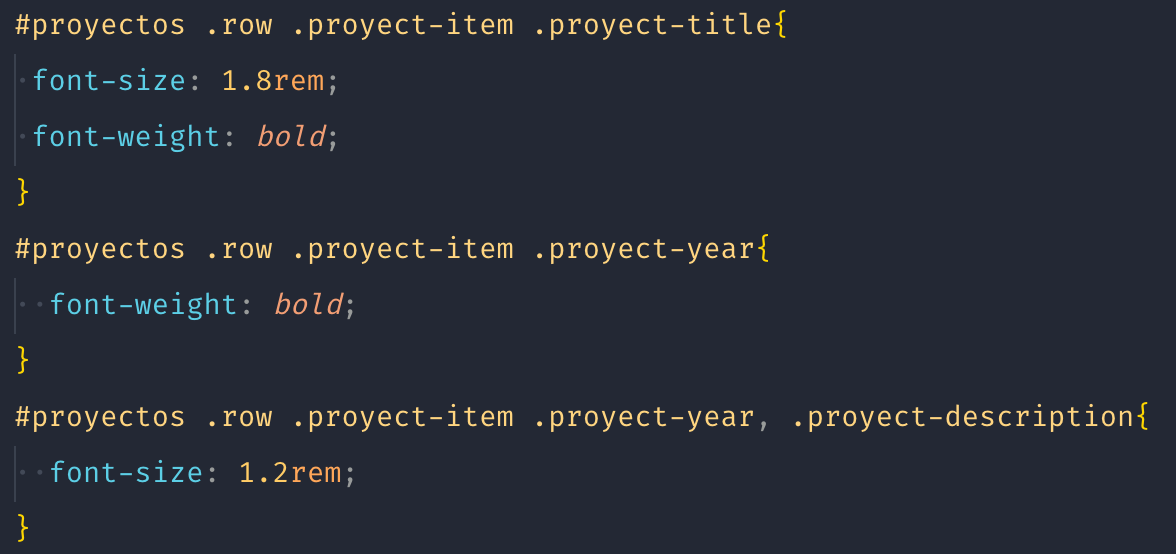 #proyectos .row .proyect-item .proyect-title{
font-size: 1.8rem;
font-weight: bold;
}
#proyectos .row .proyect-item .proyect-year{
font-weight: bold;
}
#proyectos .row .proyect-item .proyect-year, .proyect-description{
font-size: 1.2rem;
}